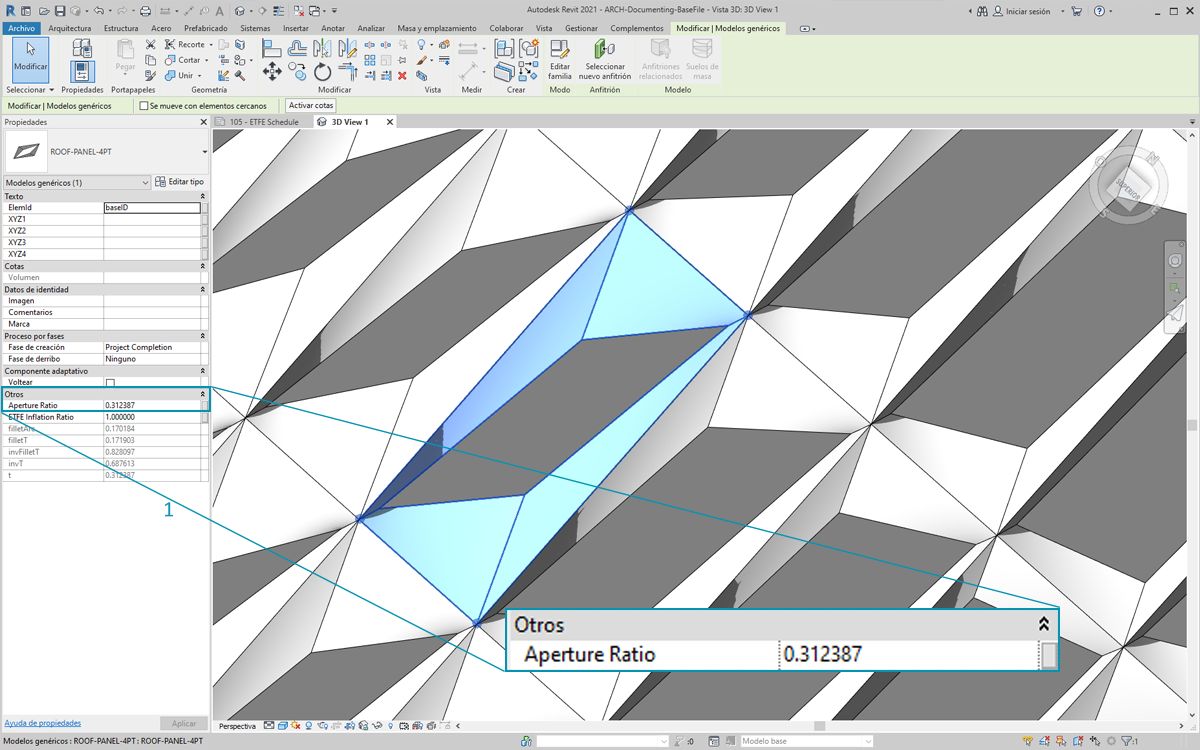 Autodesk Revit 2021 - ARCH-Documenting-BaseFile - Vista 3D: 3D View 1
Iniciar sesión
Archivo Arquitectura Estructura Acero Prefabricado Sistemas Insertar Anotar Analizar Masa y emplazamiento Colaborar Vista Gestionar Complementos Modificar | Modelos genéricos
Modificar
Pegar
Recorte
Cortar
Unir
Editar familia
Seleccionar nuevo anfitrión
Anfitriones relacionados
Suelos de masa
Seleccionar Propiedades Portapapeles Geometría Modificar Vista Medir Crear Modo Anfitrión Modelo
Modificar | Modelos genéricos Se mueve con elementos cercanos Activar cotas
Propiedades
105 - ETFE Schedule 3D View 1
ROOF-PANEL-4PT
Modelos genéricos (1) Editar tipo
Texto
ElemId baseID
XYZ1
XYZ2
XYZ3
XYZ4
Cotas
Volumen
Datos de identidad
Imagen
Comentarios
Marca
Proceso por fases
Fase de creación Project Completion
Fase de derribo Ninguno
Componente adaptativo
Voltear
Otros
Aperture Ratio 0.312387
ETFE Inflation Ratio 1.000000
filletArc 0.170184
filletT 0.171903
invFilletT 0.828097
invT 0.687613
t 0.312387
1
SUPERIOR
N
S
Otros
Aperture Ratio 0.312387
Ayuda de propiedades Aplicar
Perspectiva
Modelos genéricos : ROOF-PANEL-4PT : ROOF-PANEL-4PT
:0
Modelo base
:1